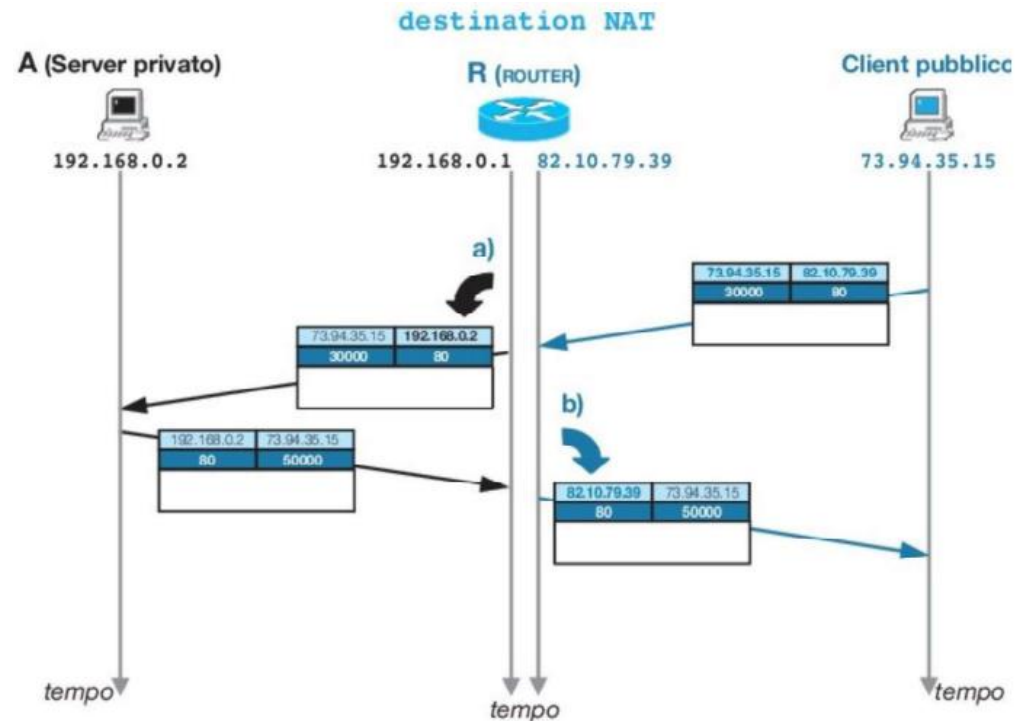 destination NAT
A (Server privato)
R (ROUTER)
Client pubblico
192.168.0.2
192.168.0.1
82.10.79.39
73.94.35.15
a)
73.94.35.15 82.10.79.39
30000 80
73.94.35.15 192.168.0.2
30000 80
b)
192.168.0.2 73.94.35.15
80 50000
82.10.79.39 73.94.35.15
80 50000
tempo
tempo
tempo